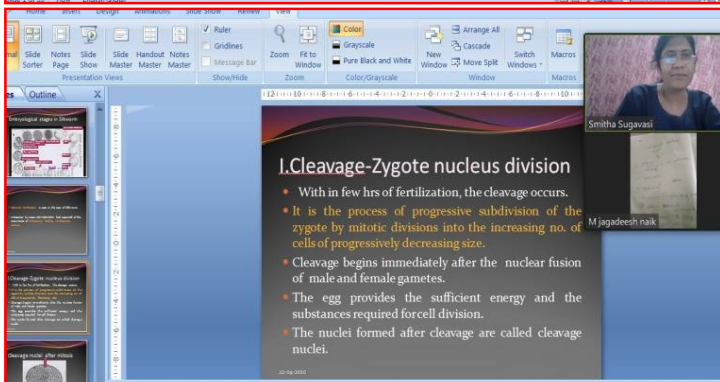 Home Insert Design Animations Slide Show Review View
Normal
Slide Sorter
Notes Page
Slide Show
Slide Master
Handout Master
Notes Master
Presentation Views
Ruler
Gridlines
Message Bar
Show/Hide
Zoom
Fit to Window
Zoom
Color
Grayscale
Pure Black and White
Color/Grayscale
New Window
Arrange All
Cascade
Move Split
Switch Windows
Window
Macros
Macros
Outline X
Embryological stages in Silkworm
Cleavage nuclei after mitosis
I.Cleavage-Zygote nucleus division
With in few hrs of fertilization, the cleavage occurs.
It is the process of progressive subdivision of the
zygote by mitotic divisions into the increasing no. of
cells of progressively decreasing size.
Cleavage begins immediately after the nuclear fusion
of male and female gametes.
The egg provides the sufficient energy and the
substances required forcell division.
The nuclei formed after cleavage are called cleavage
nuclei.
22-04-2020
Smitha Sugavasi
M jagadeesh naik